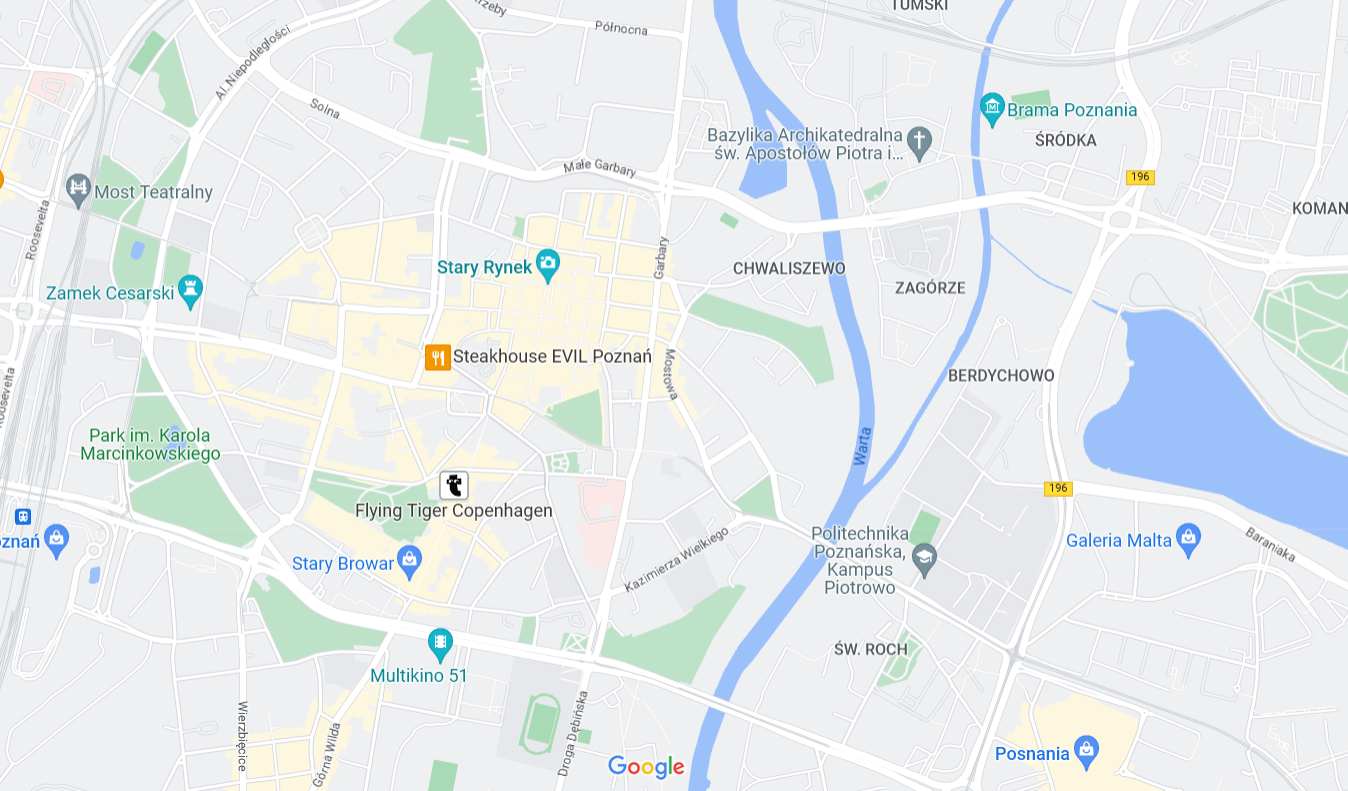 TUMSKI
rzeby
Północna
Al. Niepodległości
Solna
Brama Poznania
Bazylika Archikatedralna
św. Apostołów Piotra i...
ŚRÓDKA
Małe Garbary
196
Most Teatralny
KOMAN
Roosevelta
Garbary
Stary Rynek
CHWALISZEWO
ZAGÓRZE
Zamek Cesarski
Steakhouse EVIL Poznań
Mostowa
BERDYCHOWO
Roosevelta
Park im. Karola
Marcinkowskiego
Warta
196
Flying Tiger Copenhagen
Politechnika
Poznańska,
Kampus
Piotrowo
Galeria Malta
Baraniaka
oznań
Stary Browar
Kazimierza Wielkiego
ŚW. ROCH
Multikino 51
Wierzbięcice
Górna Wilda
Droga Dębińska
Posnania
Google